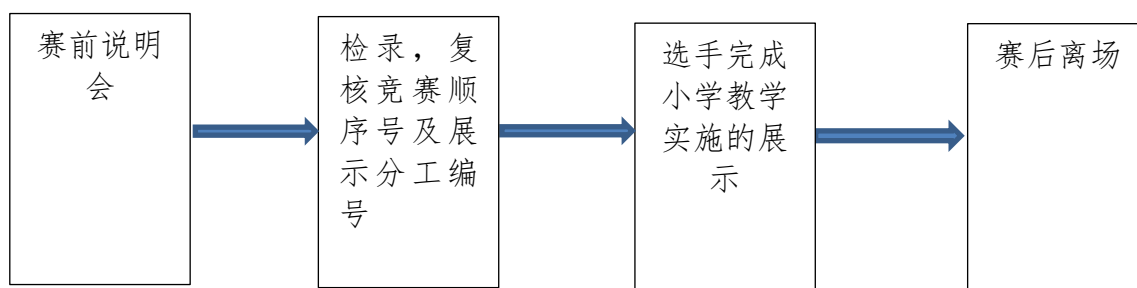 赛前说明
会
检录，复
核竞赛顺
序号及展
示分工编
号
选手完成
小学教学
实施的展
示
赛后离场